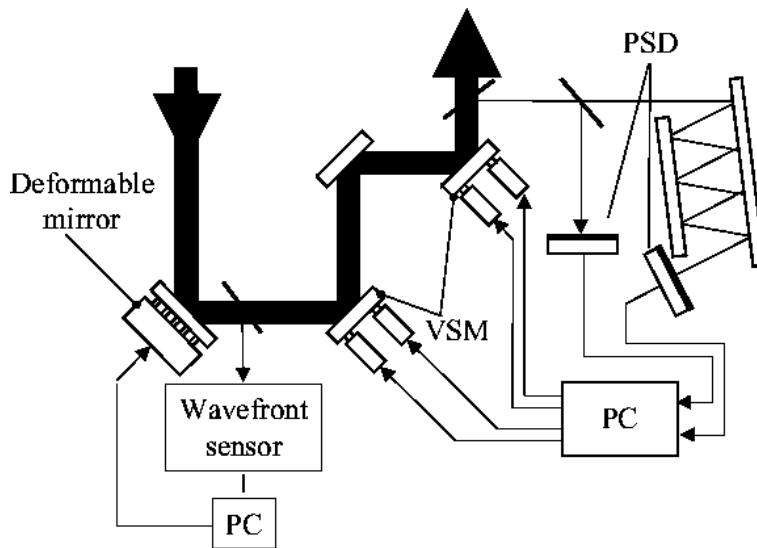 PSD
Deformable
mirror
VSM
Wavefront
sensor
PC
PC